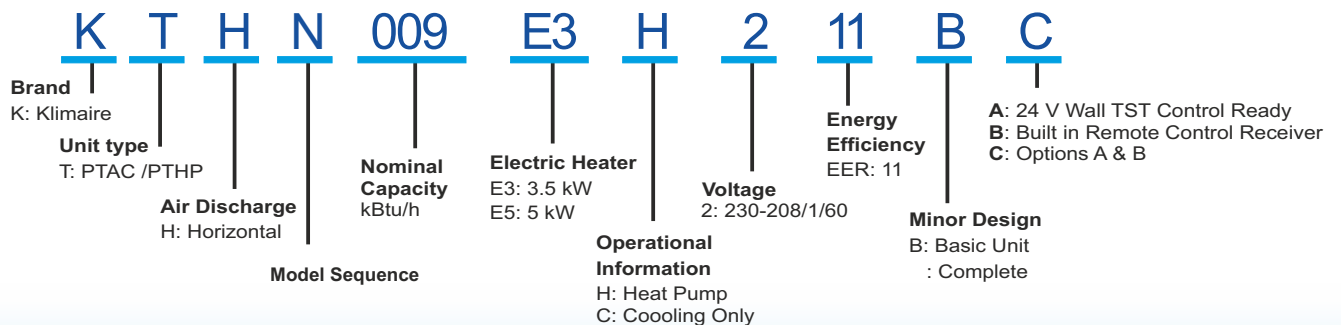 K T H N 009 E3 H 2 11 B C
Brand
K: Klimaire
Unit type
T: PTAC /PTHP
Air Discharge
H: Horizontal
Model Sequence
Nominal
Capacity
kBtu/h
Electric Heater
E3: 3.5 kW
E5: 5 kW
Operational
Information
H: Heat Pump
C: Coooling Only
Voltage
2: 230-208/1/60
Energy
Efficiency
EER: 11
Minor Design
B: Basic Unit
: Complete
A: 24 V Wall TST Control Ready
B: Built in Remote Control Receiver
C: Options A & B